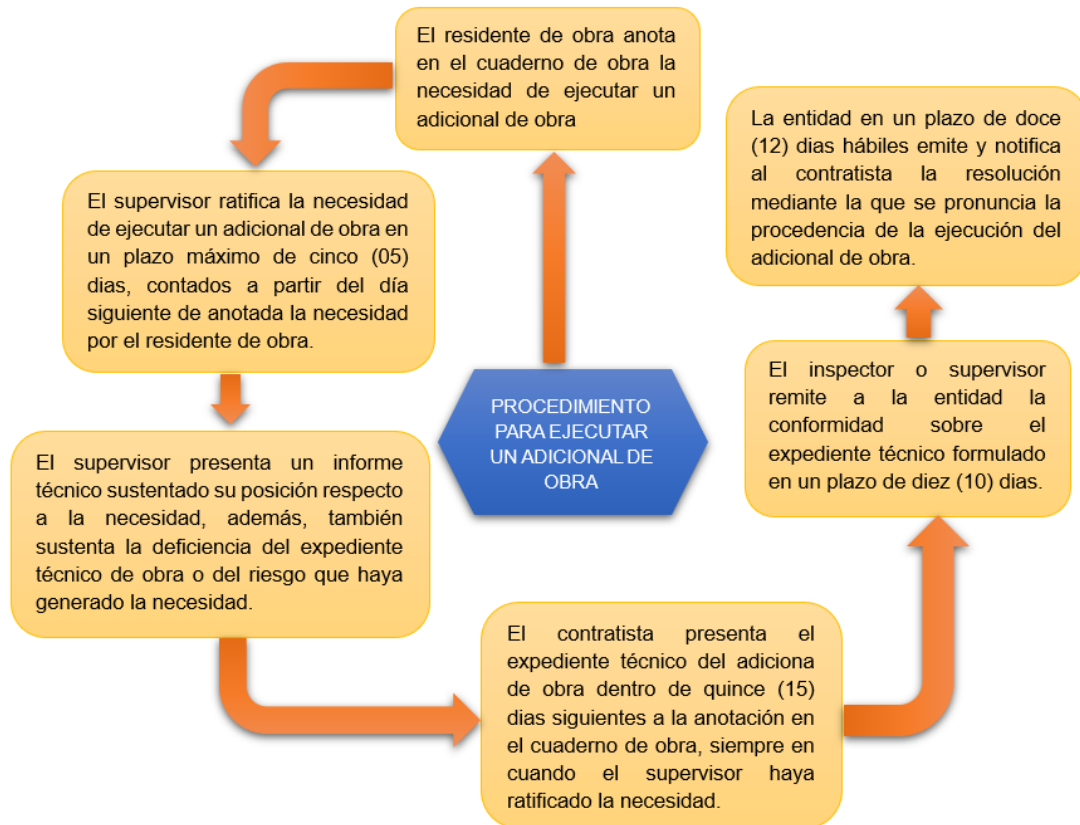 PROCEDIMIENTO
PARA EJECUTAR
UN ADICIONAL DE
OBRA
El residente de obra anota
en el cuaderno de obra la
necesidad de ejecutar un
adicional de obra
El supervisor ratifica la necesidad
de ejecutar un adicional de obra en
un plazo máximo de cinco (05)
dias, contados a partir del día
siguiente de anotada la necesidad
por el residente de obra.
El supervisor presenta un informe
técnico sustentado su posición respecto
a la necesidad, además, también
sustenta la deficiencia del expediente
técnico de obra o del riesgo que haya
generado la necesidad.
El contratista presenta el
expediente técnico del adiciona
de obra dentro de quince (15)
dias siguientes a la anotación en
el cuaderno de obra, siempre en
cuando el supervisor haya
ratificado la necesidad.
El inspector o supervisor
remite a la entidad la
conformidad sobre el
expediente técnico formulado
en un plazo de diez (10) dias.
La entidad en un plazo de doce
(12) dias hábiles emite y notifica
al contratista la resolución
mediante la que se pronuncia la
procedencia de la ejecución del
adicional de obra.